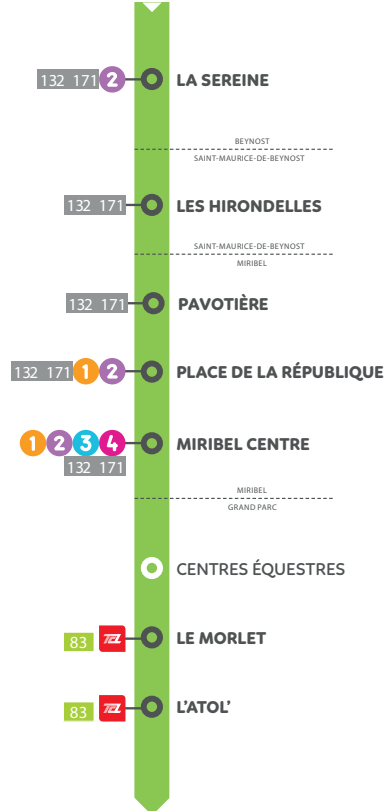 132 171 2 LA SEREINE
BEYNOST
SAINT-MAURICE-DE-BEYNOST
132 171 LES HIRONDELLES
SAINT-MAURICE-DE-BEYNOST
MIRIBEL
132 171 PAVOTIÈRE
132 171 1 2 PLACE DE LA RÉPUBLIQUE
1 2 3 4 MIRIBEL CENTRE
132 171
MIRIBEL
GRAND PARC
CENTRES ÉQUESTRES
83 TCL LE MORLET
83 TCL L'ATOL'